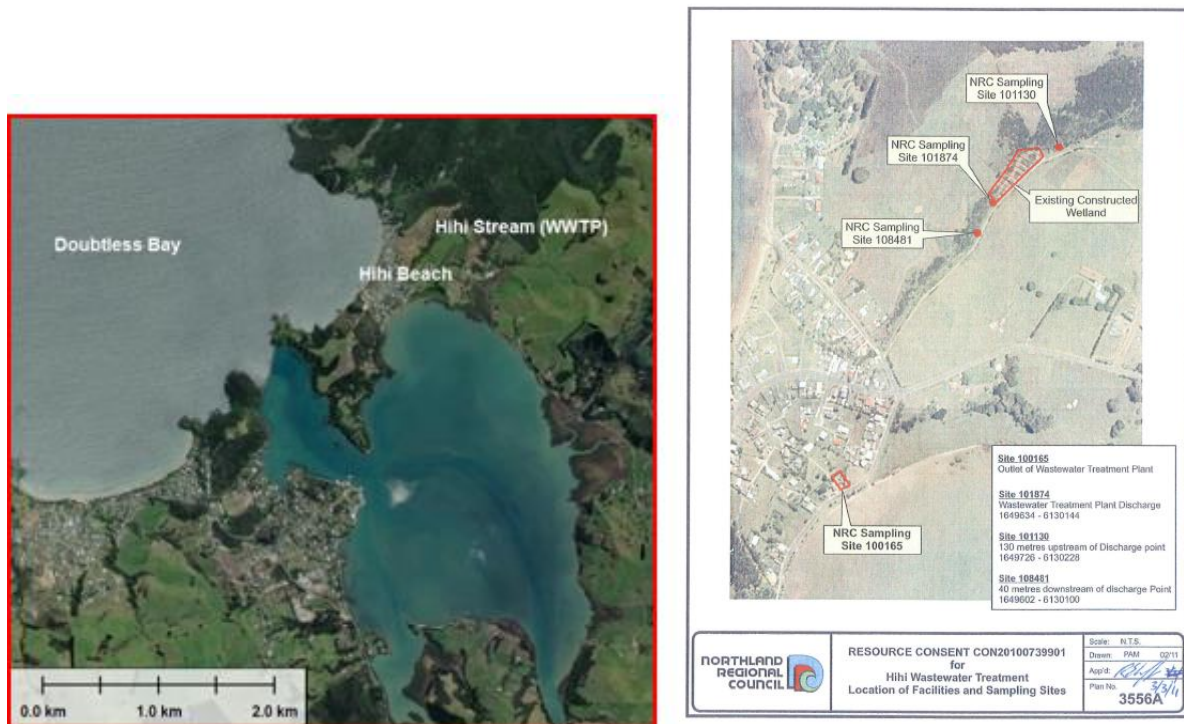 Doubtless Bay
Hihi Stream (WWTP)
Hihi Beach
0.0 km 1.0 km 2.0 km
NRC Sampling
Site 101130
NRC Sampling
Site 101874
Existing Constructed
Wetland
NRC Sampling
Site 108481
NRC Sampling
Site 100165
Site 100165
Outlet of Wastewater Treatment Plant
Site 101874
Wastewater Treatment Plant Discharge
1649634 - 6130144
Site 101130
130 metres upstream of Discharge point
1649726 - 6130228
Site 108481
40 metres downstream of discharge Point
1649602 - 6130100
NORTHLAND
REGIONAL
COUNCIL
RESOURCE CONSENT CON20100739901
for
Hihi Wastewater Treatment
Location of Facilities and Sampling Sites
Scale: N.T.S.
Drawn: PAM 02/11
App'd:
Plan No. 3/3/11
3556A